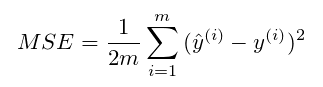 MSE = \frac{1}{2m} \sum_{i=1}^{m} (\hat{y}^{(i)} - y^{(i)})^2